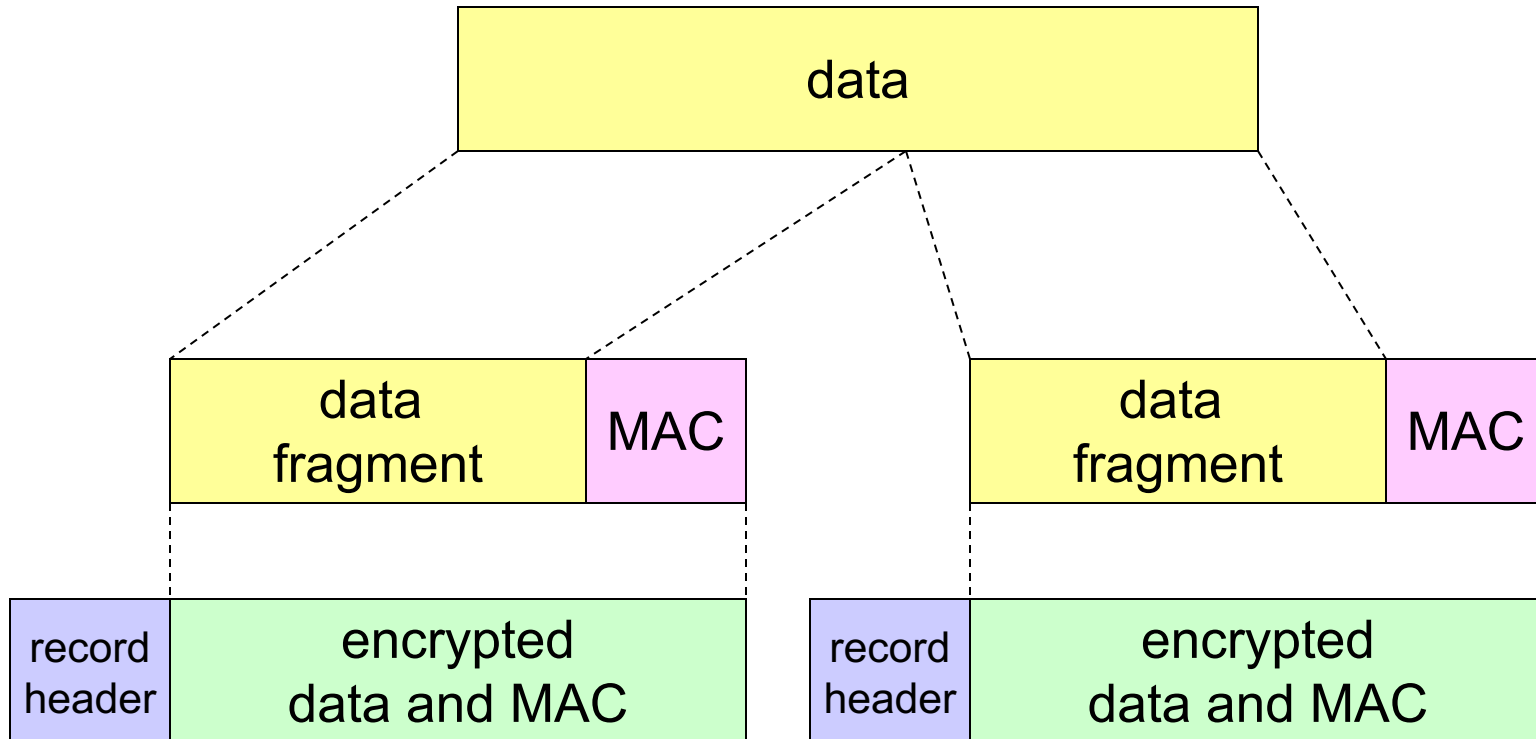 data
data
fragment
MAC
data
fragment
MAC
record
header
encrypted
data and MAC
record
header
encrypted
data and MAC